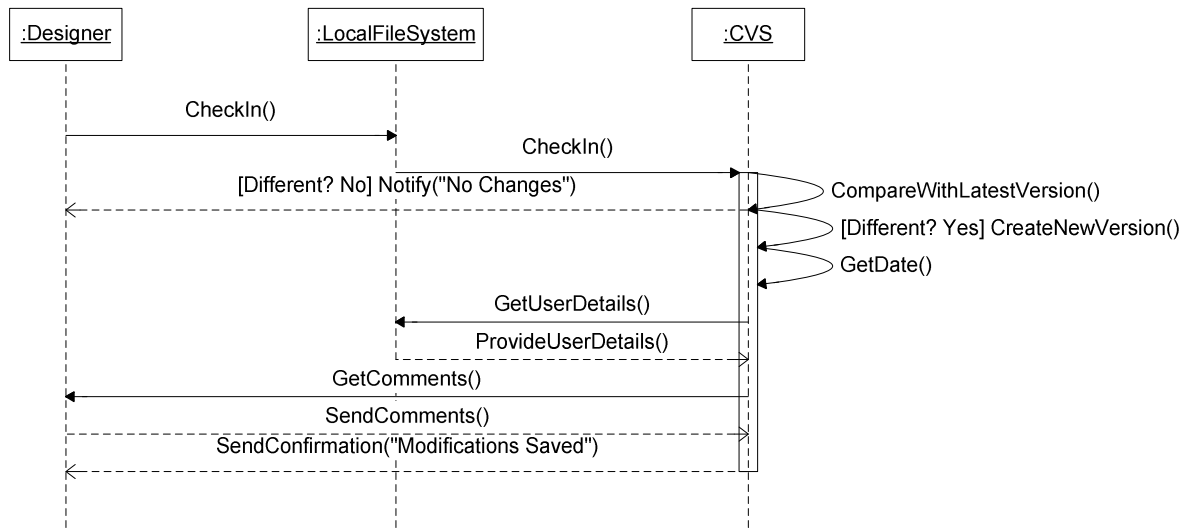 :Designer
:LocalFileSystem
:CVS
CheckIn()
CheckIn()
[Different? No] Notify("No Changes")
CompareWithLatestVersion()
[Different? Yes] CreateNewVersion()
GetDate()
GetUserDetails()
ProvideUserDetails()
GetComments()
SendComments()
SendConfirmation("Modifications Saved")